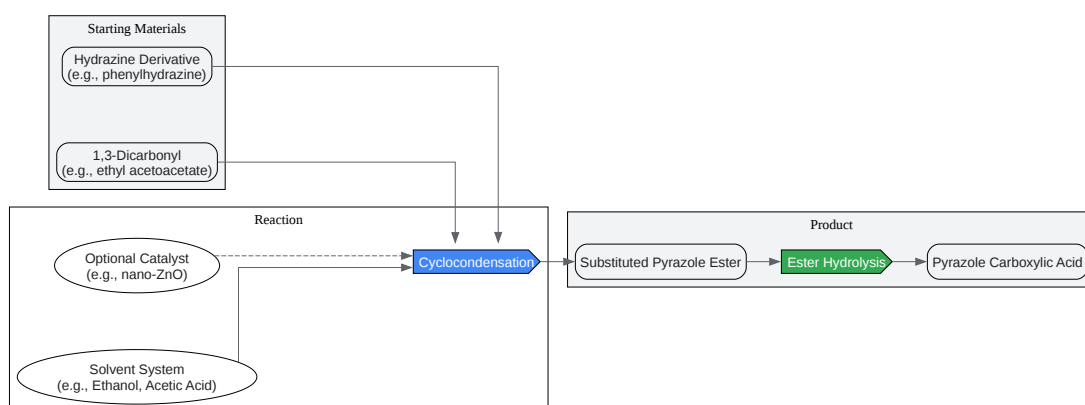 Starting Materials
Hydrazine Derivative
(e.g., phenylhydrazine)
1,3-Dicarbonyl
(e.g., ethyl acetoacetate)
Reaction
Optional Catalyst
(e.g., nano-ZnO)
Solvent System
(e.g., Ethanol, Acetic Acid)
Cyclocondensation
Product
Substituted Pyrazole Ester
Ester Hydrolysis
Pyrazole Carboxylic Acid